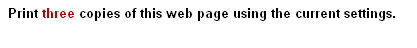 Print three copies of this web page using the current settings.